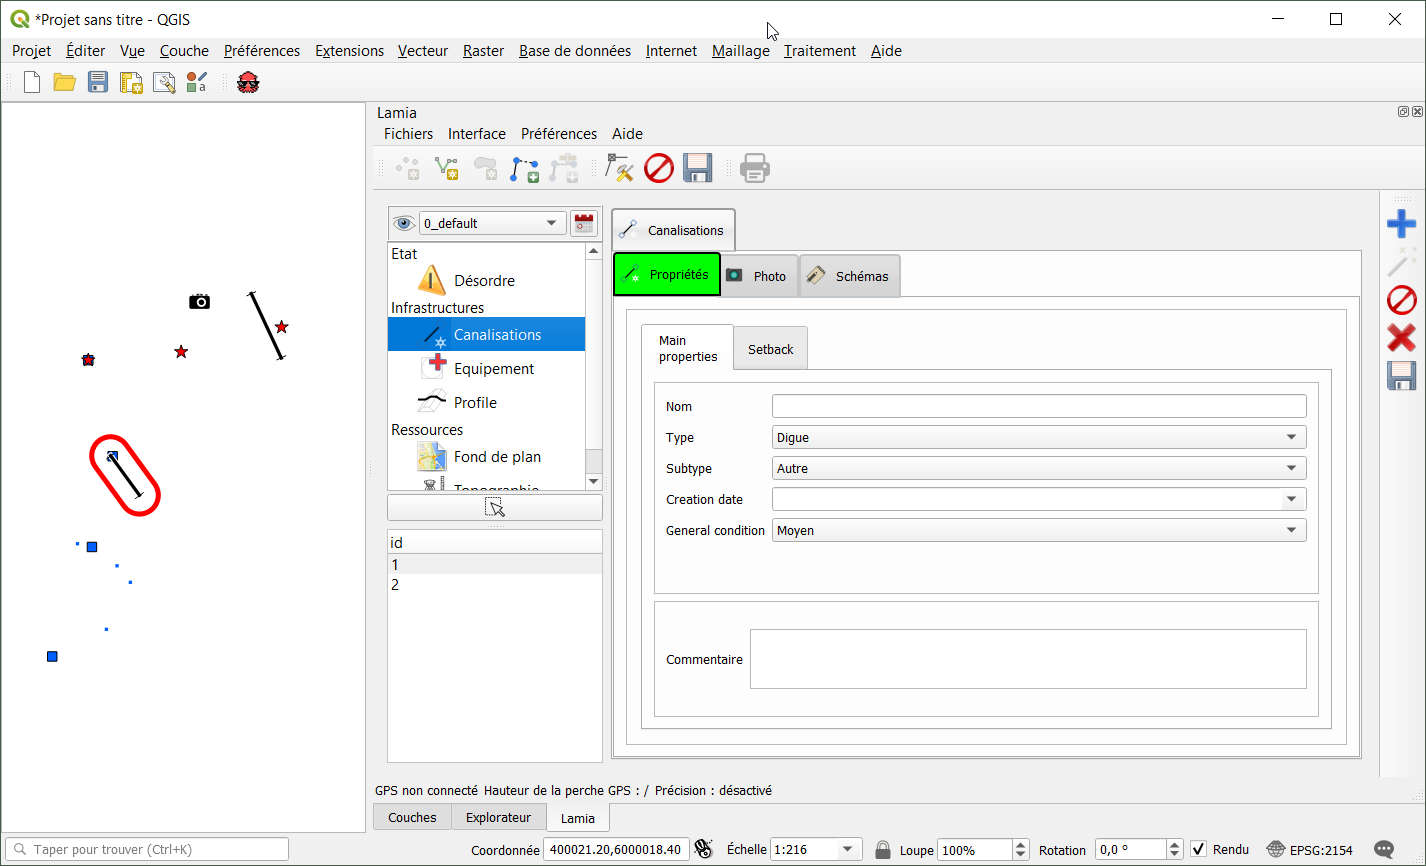 *Projet sans titre - QGIS
Projet Éditer Vue Couche Préférences Extensions Vecteur Raster Base de données Internet Maillage Traitement Aide
Lamia
Fichiers Interface Préférences Aide
0_default
Etat
Désordre
Infrastructures
Canalisations
Equipement
Profile
Ressources
Fond de plan
Topographie
id
1
2
Canalisations
Propriétés Photo Schémas
Main
properties
Setback
Nom
Type Digue
Subtype Autre
Creation date
General condition Moyen
Commentaire
GPS non connecté Hauteur de la perche GPS : / Précision : désactivé
Couches Explorateur Lamia
Taper pour trouver (Ctrl+K) Coordonnée 400021.20,6000018.40 Échelle 1:216 Loupe 100% Rotation 0,0 ° Rendu EPSG:2154